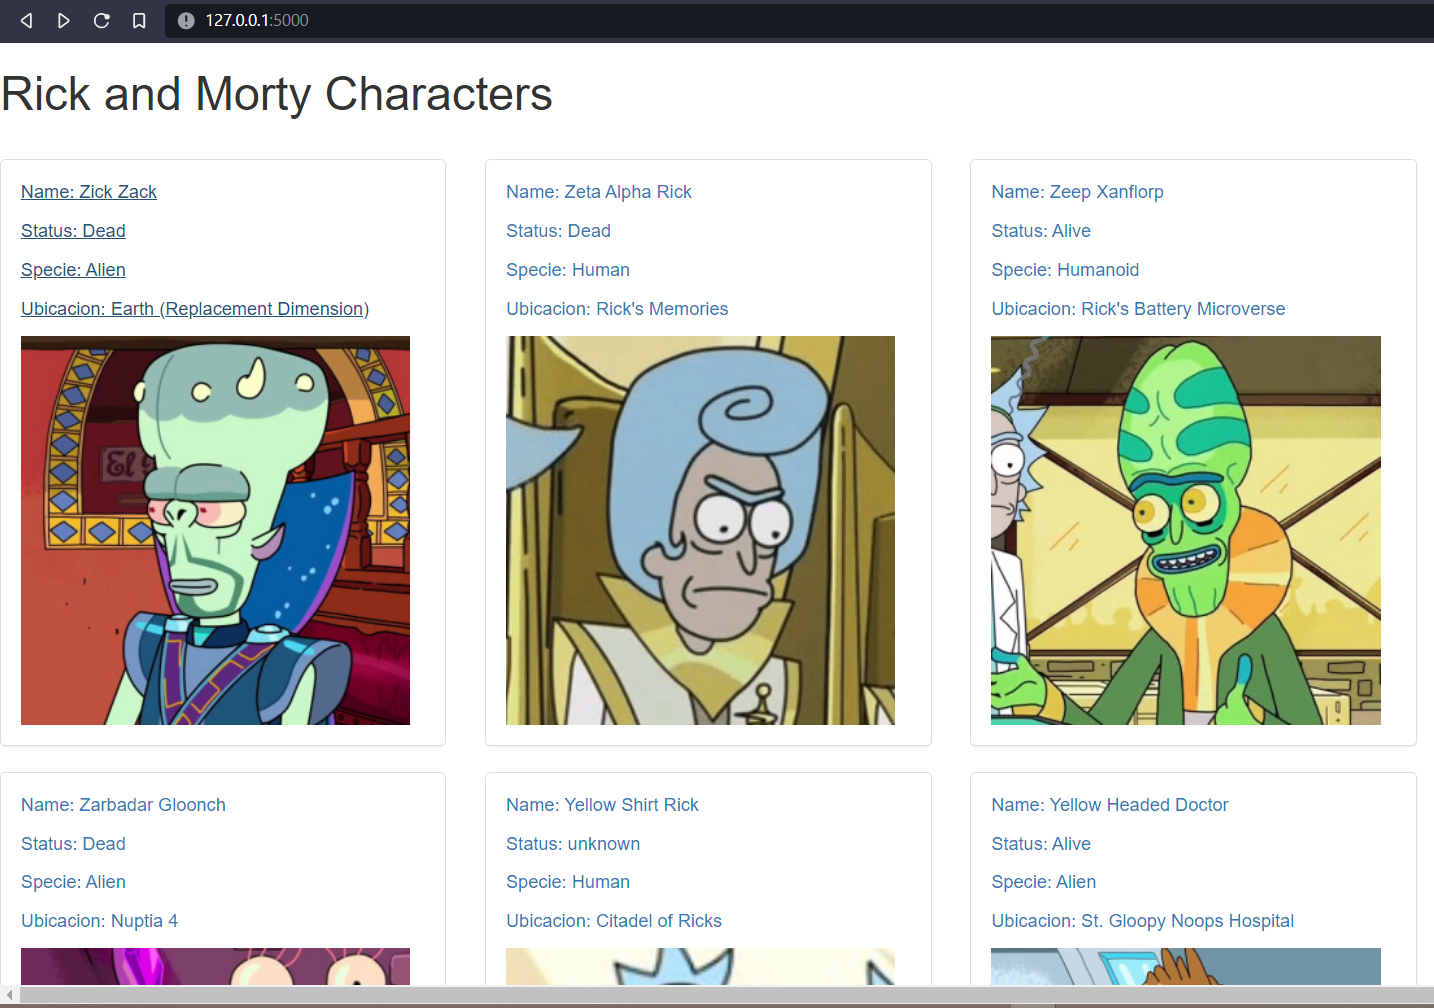 127.0.0.1:5000
Rick and Morty Characters
Name: Zick Zack
Status: Dead
Specie: Alien
Ubicacion: Earth (Replacement Dimension)
El
Name: Zeta Alpha Rick
Status: Dead
Specie: Human
Ubicacion: Rick's Memories
Name: Zeep Xanflorp
Status: Alive
Specie: Humanoid
Ubicacion: Rick's Battery Microverse
Name: Zarbadar Gloonch
Status: Dead
Specie: Alien
Ubicacion: Nuptia 4
Name: Yellow Shirt Rick
Status: unknown
Specie: Human
Ubicacion: Citadel of Ricks
Name: Yellow Headed Doctor
Status: Alive
Specie: Alien
Ubicacion: St. Gloopy Noops Hospital